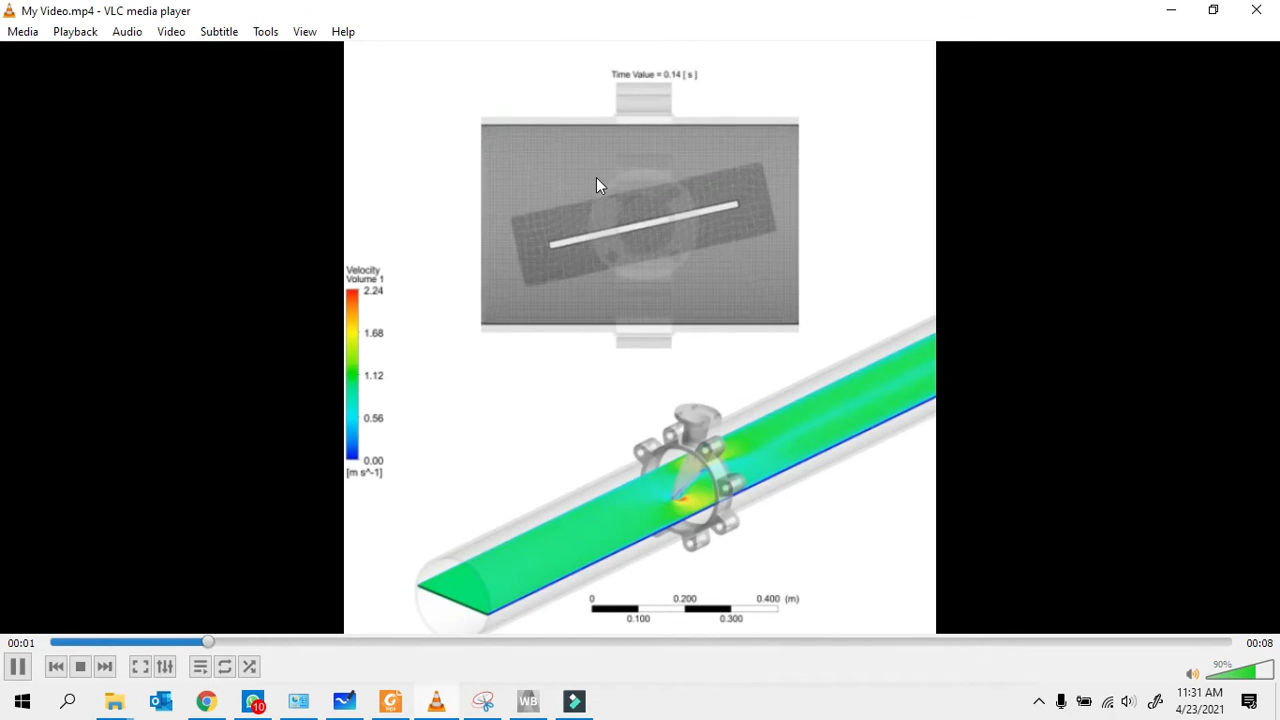 My Video.mp4 - VLC media player
Media Playback Audio Video Subtitle Tools View Help
Time Value = 0.14 [ s ]
Velocity
Volume 1
2.24
1.68
1.12
0.56
0.00
[m s^-1]
0 0.200 0.400 (m)
0.100 0.300
00:01 00:08
90%
10
PDF
WB
11:31 AM
4/23/2021